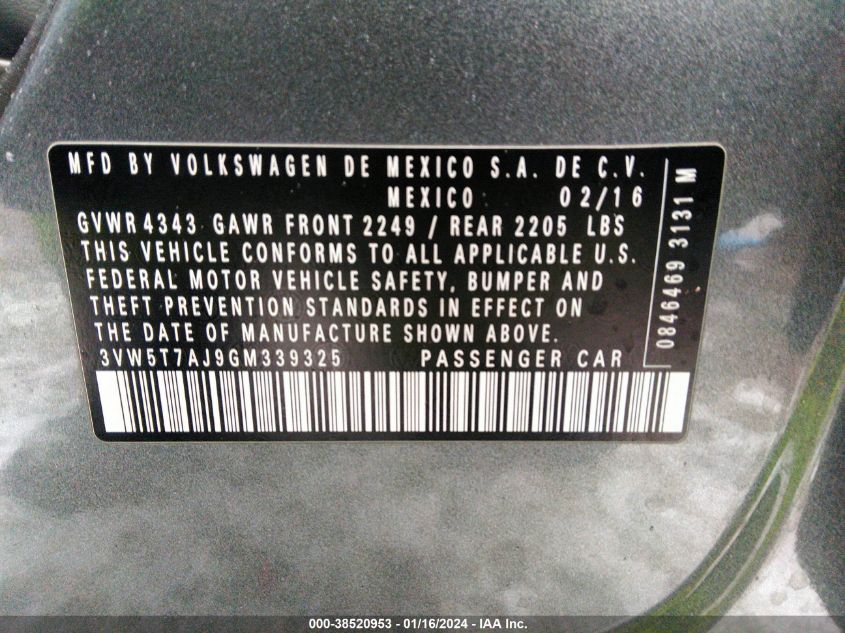 MFD BY VOLKSWAGEN DE MEXICO S.A. DE C.V.
MEXICO 02/16
GVWR 4343 GAWR FRONT 2249 / REAR 2205 LBS
THIS VEHICLE CONFORMS TO ALL APPLICABLE U.S.
FEDERAL MOTOR VEHICLE SAFETY, BUMPER AND
THEFT PREVENTION STANDARDS IN EFFECT ON
THE DATE OF MANUFACTURE SHOWN ABOVE.
3VW5T7AJ9GM339325 PASSENGER CAR
0846469 3131 M
000-38520953 - 01/16/2024 - IAA Inc.